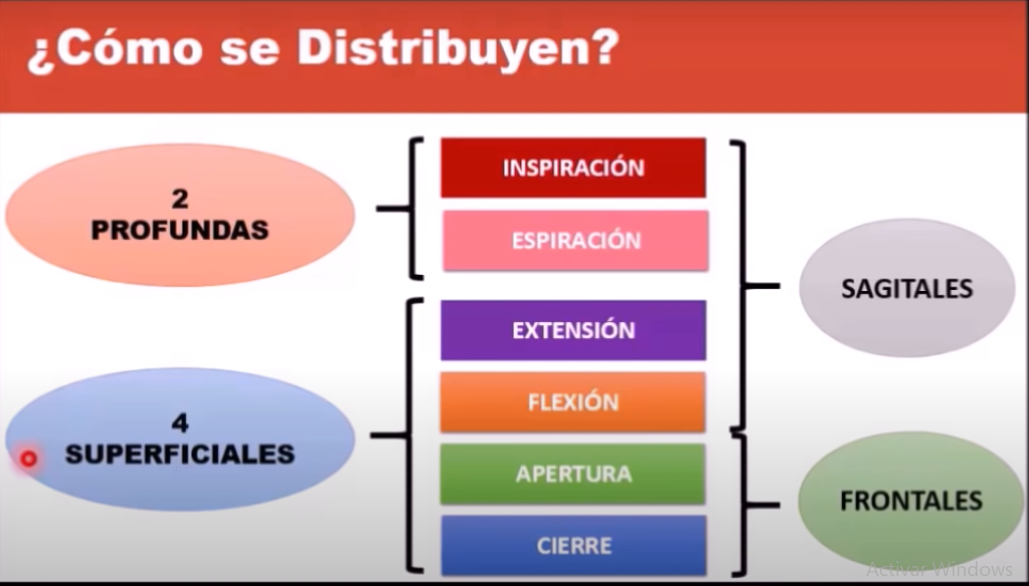 ¿Cómo se Distribuyen?
2
PROFUNDAS
INSPIRACIÓN
ESPIRACIÓN
EXTENSIÓN
FLEXIÓN
SAGITALES
4
SUPERFICIALES
APERTURA
CIERRE
FRONTALES
Activar Windows